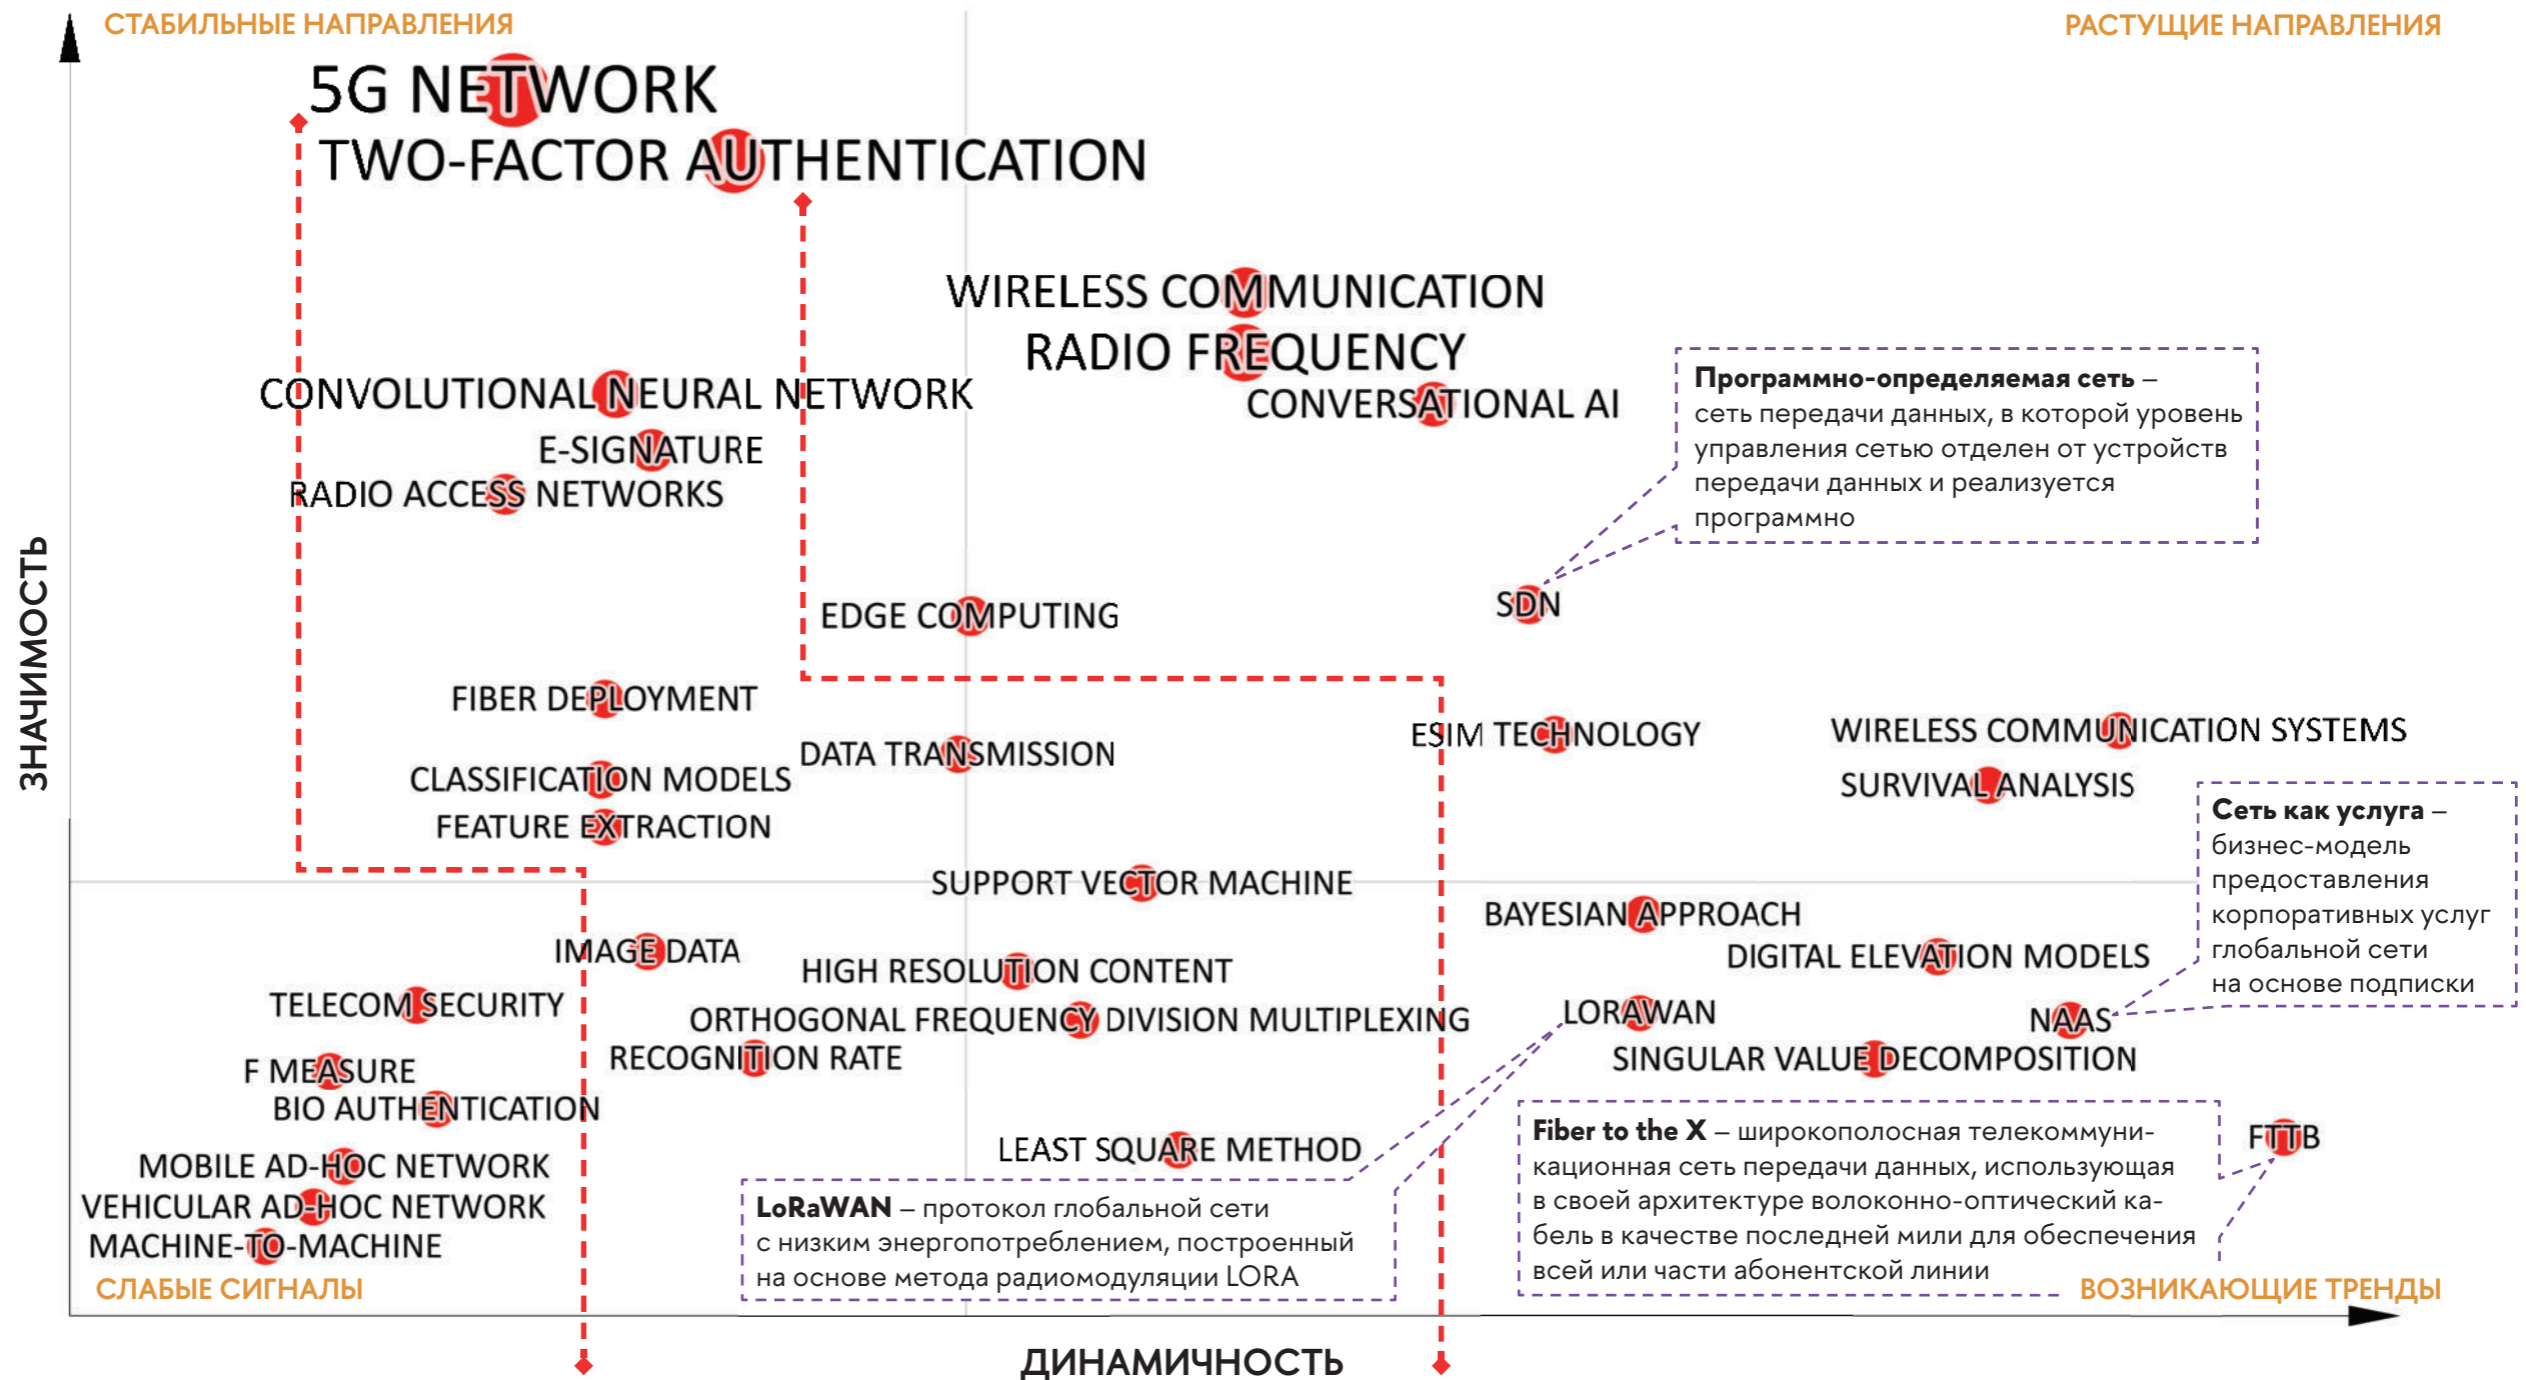 СТАБИЛЬНЫЕ НАПРАВЛЕНИЯ
РАСТУЩИЕ НАПРАВЛЕНИЯ
5G NETWORK
TWO-FACTOR AUTHENTICATION
WIRELESS COMMUNICATION
RADIO FREQUENCY
CONVERSATIONAL AI
CONVOLUTIONAL NEURAL NETWORK
E-SIGNATURE
RADIO ACCESS NETWORKS
Программно-определяемая сеть –
сеть передачи данных, в которой уровень
управления сетью отделен от устройств
передачи данных и реализуется
программно
SDN
EDGE COMPUTING
ЗНАЧИМОСТЬ
FIBER DEPLOYMENT
DATA TRANSMISSION
CLASSIFICATION MODELS
FEATURE EXTRACTION
ESIM TECHNOLOGY
WIRELESS COMMUNICATION SYSTEMS
SURVIVAL ANALYSIS
Сеть как услуга –
бизнес-модель
предоставления
корпоративных услуг
глобальной сети
на основе подписки
SUPPORT VECTOR MACHINE
BAYESIAN APPROACH
IMAGE DATA
HIGH RESOLUTION CONTENT
DIGITAL ELEVATION MODELS
TELECOM SECURITY
ORTHOGONAL FREQUENCY DIVISION MULTIPLEXING
LORAWAN
NAAS
RECOGNITION RATE
SINGULAR VALUE DECOMPOSITION
F MEASURE
BIO AUTHENTICATION
LEAST SQUARE METHOD
FTTB
MOBILE AD-HOC NETWORK
VEHICULAR AD-HOC NETWORK
MACHINE-TO-MACHINE
LoRaWAN – протокол глобальной сети
с низким энергопотреблением, построенный
на основе метода радиомодуляции LORA
Fiber to the X – широкополосная телекоммуни-
кационная сеть передачи данных, использующая
в своей архитектуре волоконно-оптический ка-
бель в качестве последней мили для обеспечения
всей или части абонентской линии
СЛАБЫЕ СИГНАЛЫ
ВОЗНИКАЮЩИЕ ТРЕНДЫ
ДИНАМИЧНОСТЬ